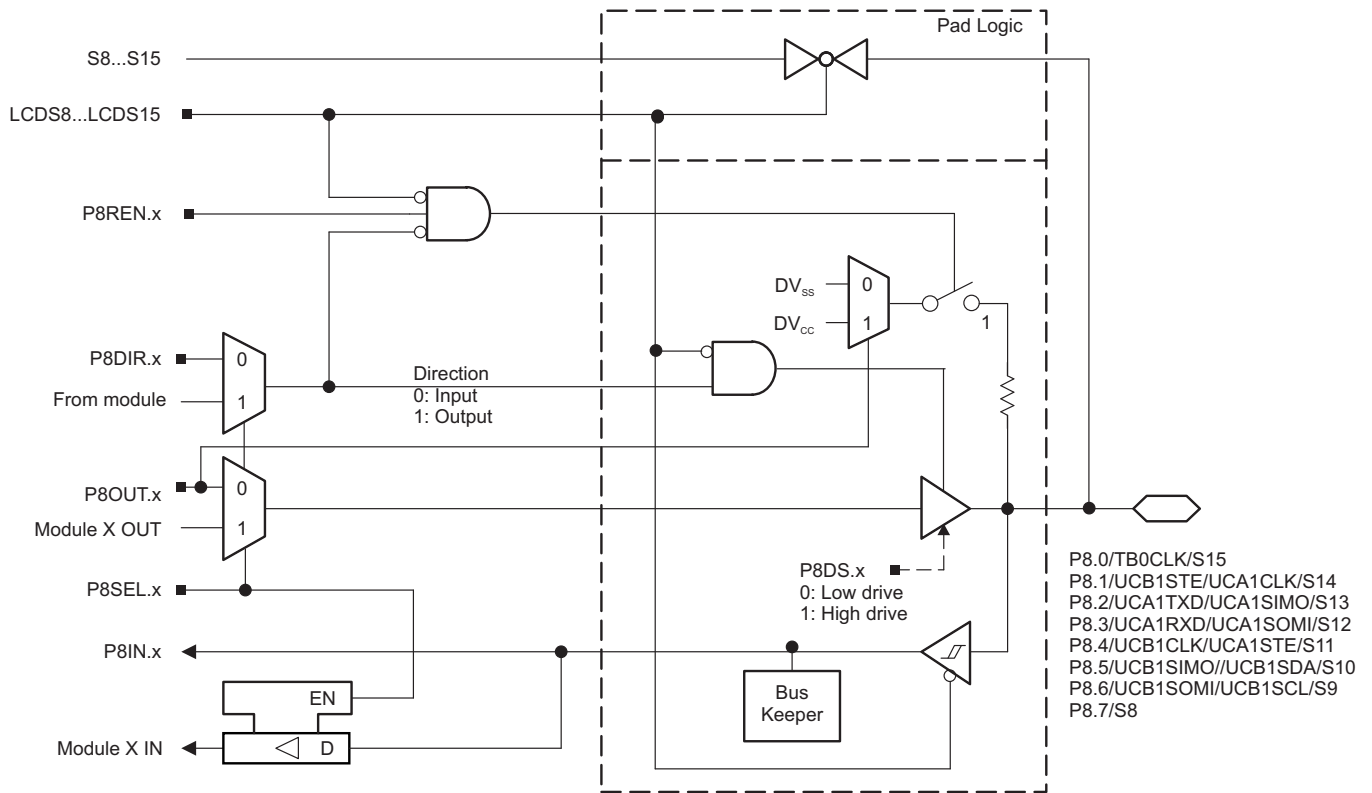 Pad Logic
S8...S15
LCDS8...LCDS15
P8REN.x
DVss
0
DVcc
1
1
P8DIR.x
0
From module
1
Direction
0: Input
1: Output
P8OUT.x
0
Module X OUT
1
P8SEL.x
P8DS.x
0: Low drive
1: High drive
P8IN.x
EN
Bus
Keeper
Module X IN
D
P8.0/TB0CLK/S15
P8.1/UCB1STE/UCA1CLK/S14
P8.2/UCA1TXD/UCA1SIMO/S13
P8.3/UCA1RXD/UCA1SOMI/S12
P8.4/UCB1CLK/UCA1STE/S11
P8.5/UCB1SIMO//UCB1SDA/S10
P8.6/UCB1SOMI/UCB1SCL/S9
P8.7/S8